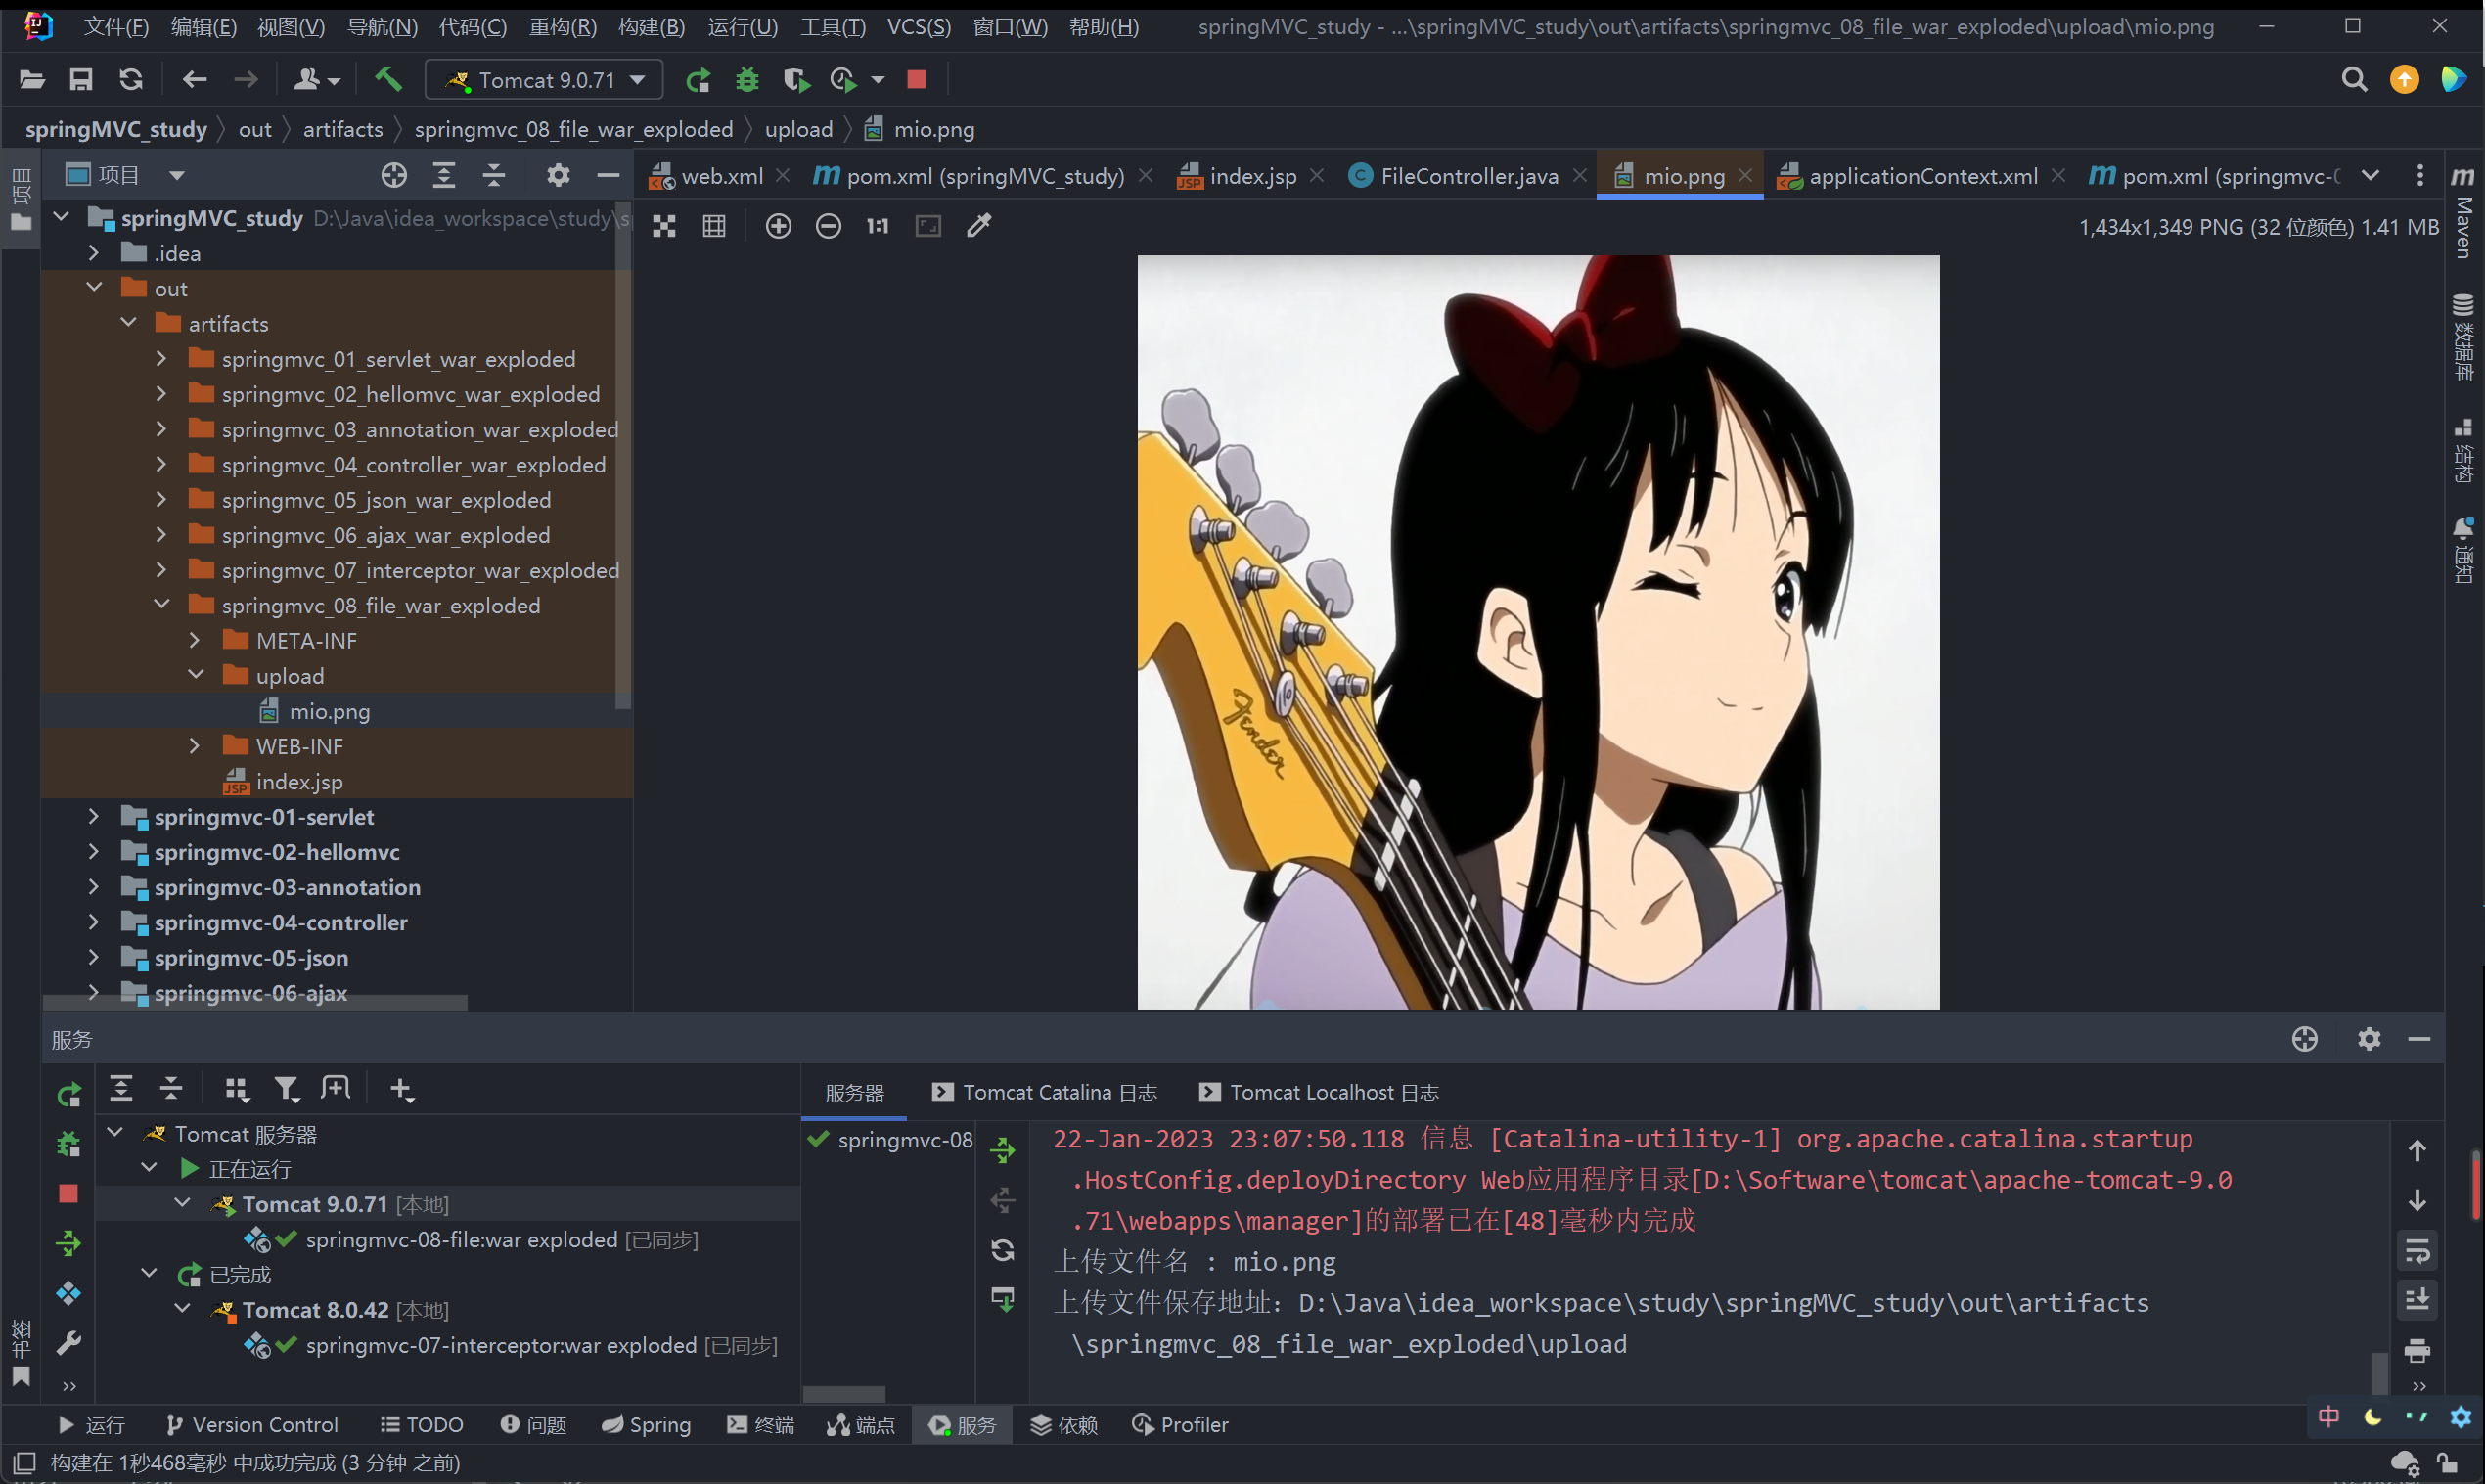 文件(F) 编辑(E) 视图(V) 导航(N) 代码(C) 重构(R) 构建(B) 运行(U) 工具(T) VCS(S) 窗口(W) 帮助(H) springMVC_study - ...\springMVC_study\out\artifacts\springmvc_08_file_war_exploded\upload\mio.png
Tomcat 9.0.71
springMVC_study out artifacts springmvc_08_file_war_exploded upload mio.png
项目
项目
web.xml pom.xml (springMVC_study) index.jsp FileController.java mio.png applicationContext.xml pom.xml (springmvc-
1:1
1,434x1,349 PNG (32 位颜色) 1.41 MB
springMVC_study D:\Java\idea_workspace\study\s
.idea
out
artifacts
springmvc_01_servlet_war_exploded
springmvc_02_hellomvc_war_exploded
springmvc_03_annotation_war_exploded
springmvc_04_controller_war_exploded
springmvc_05_json_war_exploded
springmvc_06_ajax_war_exploded
springmvc_07_interceptor_war_exploded
springmvc_08_file_war_exploded
META-INF
upload
mio.png
WEB-INF
index.jsp
springmvc-01-servlet
springmvc-02-hellomvc
springmvc-03-annotation
springmvc-04-controller
springmvc-05-json
springmvc-06-ajax
Fender
Maven
数据库
结构
通知
服务
Tomcat 服务器
正在运行
Tomcat 9.0.71 [本地]
springmvc-08-file:war exploded [已同步]
已完成
Tomcat 8.0.42 [本地]
springmvc-07-interceptor:war exploded [已同步]
书签
服务器 Tomcat Catalina 日志 Tomcat Localhost 日志
springmvc-08
22-Jan-2023 23:07:50.118 信息 [Catalina-utility-1] org.apache.catalina.startup
.HostConfig.deployDirectory Web应用程序目录[D:\Software\tomcat\apache-tomcat-9.0
.71\webapps\manager]的部署已在[48]毫秒内完成
上传文件名 : mio.png
上传文件保存地址: D:\Java\idea_workspace\study\springMVC_study\out\artifacts
\springmvc_08_file_war_exploded\upload
运行 Version Control TODO 问题 Spring 终端 端点 服务 依赖 Profiler
中
构建在 1秒468毫秒 中成功完成 (3 分钟 之前)